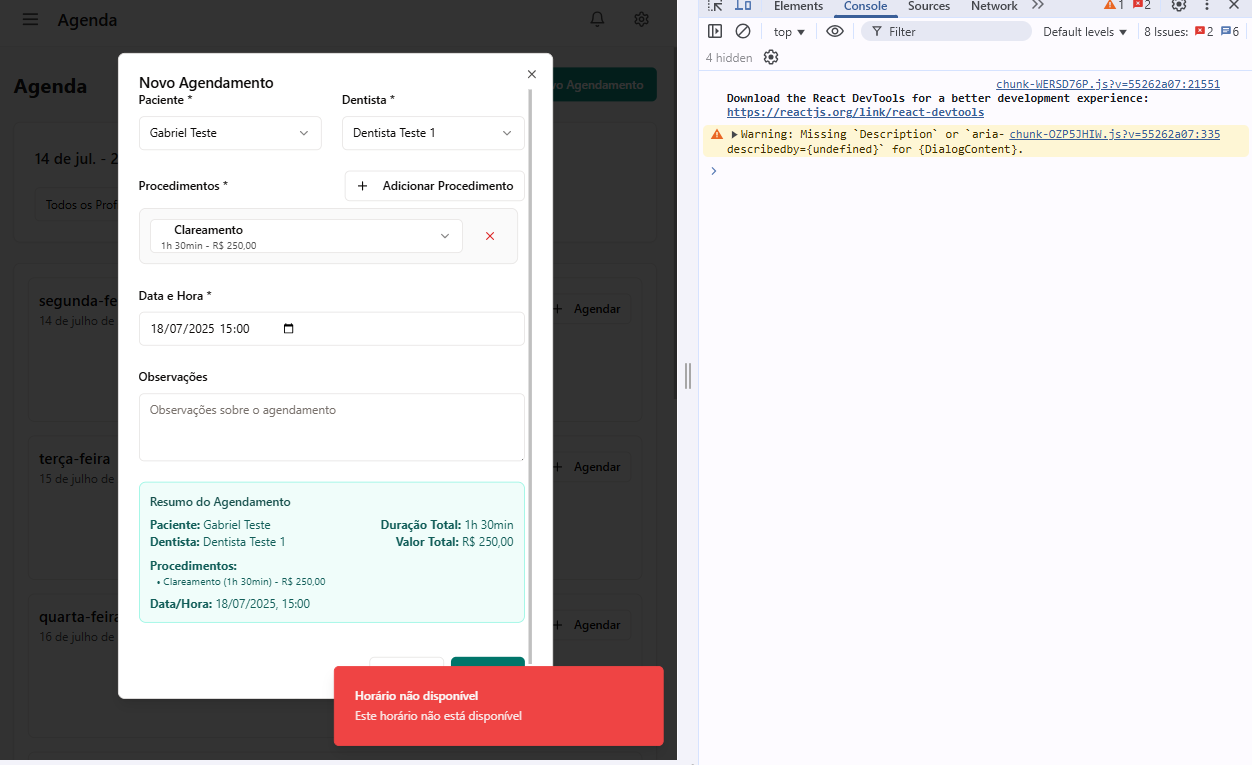 Agenda
Agenda
Novo Agendamento
14 de jul. - 2
Todos os Prof
segunda-fe
14 de julho de
Agendar
terça-feira
15 de julho de
Agendar
quarta-feira
16 de julho de
Agendar
Novo Agendamento
Paciente *
Dentista *
Gabriel Teste
Dentista Teste 1
Procedimentos *
+ Adicionar Procedimento
Clareamento
1h 30min - R$ 250,00
Data e Hora *
18/07/2025 15:00
Observações
Observações sobre o agendamento
Resumo do Agendamento
Paciente: Gabriel Teste
Duração Total: 1h 30min
Dentista: Dentista Teste 1
Valor Total: R$ 250,00
Procedimentos:
• Clareamento (1h 30min) - R$ 250,00
Data/Hora: 18/07/2025, 15:00
Horário não disponível
Este horário não está disponível
Elements Console Sources Network 1 2
top Filter Default levels 8 Issues: 2 6
4 hidden
chunk-WERSD76P.js?v=55262a07:21551
Download the React DevTools for a better development experience:
https://reactjs.org/link/react-devtools
Warning: Missing `Description` or `aria- chunk-OZP5JHIW.js?v=55262a07:335
describedby={undefined}` for {DialogContent}.